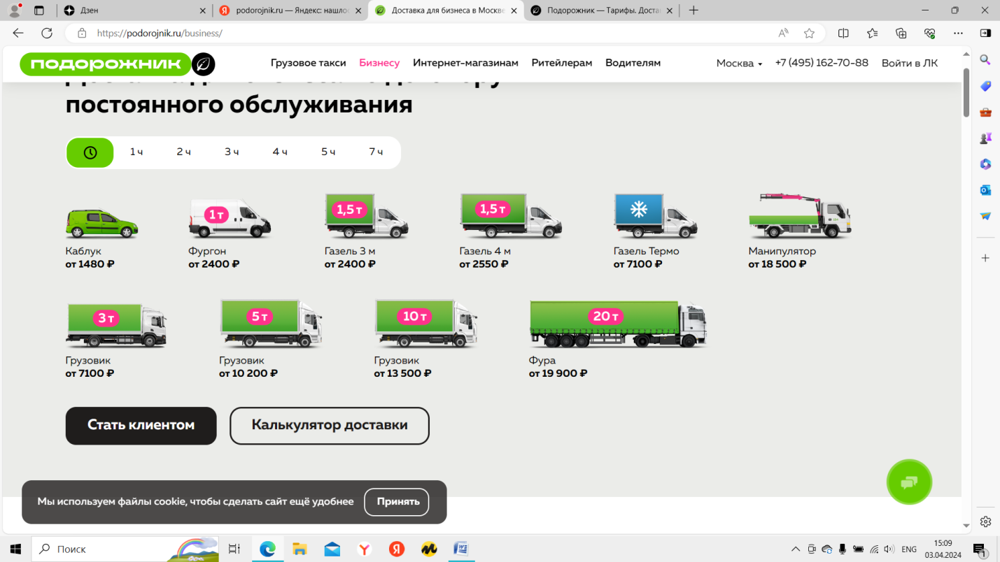 Дзен
podorojnik.ru — Яндекс: нашлос
Доставка для бизнеса в Москве
Подорожник — Тарифы. Доста
https://podorojnik.ru/business/
подорожник
Грузовое такси
Бизнесу
Интернет-магазинам
Ритейлерам
Водителям
Москва
+7 (495) 162-70-88
Войти в ЛК
постоянного обслуживания
1 ч
2 ч
3 ч
4 ч
5 ч
7 ч
1 т
1,5 т
1,5 т
Каблук
от 1480 ₽
Фургон
от 2400 ₽
Газель 3 м
от 2400 ₽
Газель 4 м
от 2550 ₽
Газель Термо
от 7100 ₽
Манипулятор
от 18 500 ₽
3 т
5 т
10 т
20 т
Грузовик
от 7100 ₽
Грузовик
от 10 200 ₽
Грузовик
от 13 500 ₽
Фура
от 19 900 ₽
Стать клиентом
Калькулятор доставки
Мы используем файлы cookie, чтобы сделать сайт ещё удобнее
Принять
Поиск
ENG
15:09
03.04.2024
1